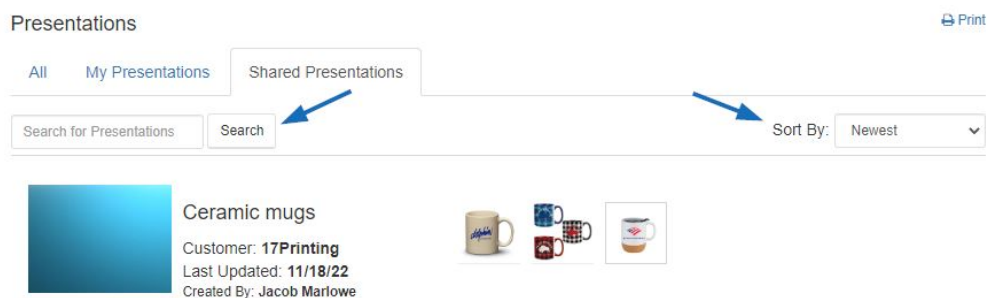 Presentations
Print
All My Presentations Shared Presentations
Search for Presentations Search Sort By: Newest
Ceramic mugs
Customer: 17Printing
Last Updated: 11/18/22
Created By: Jacob Marlowe